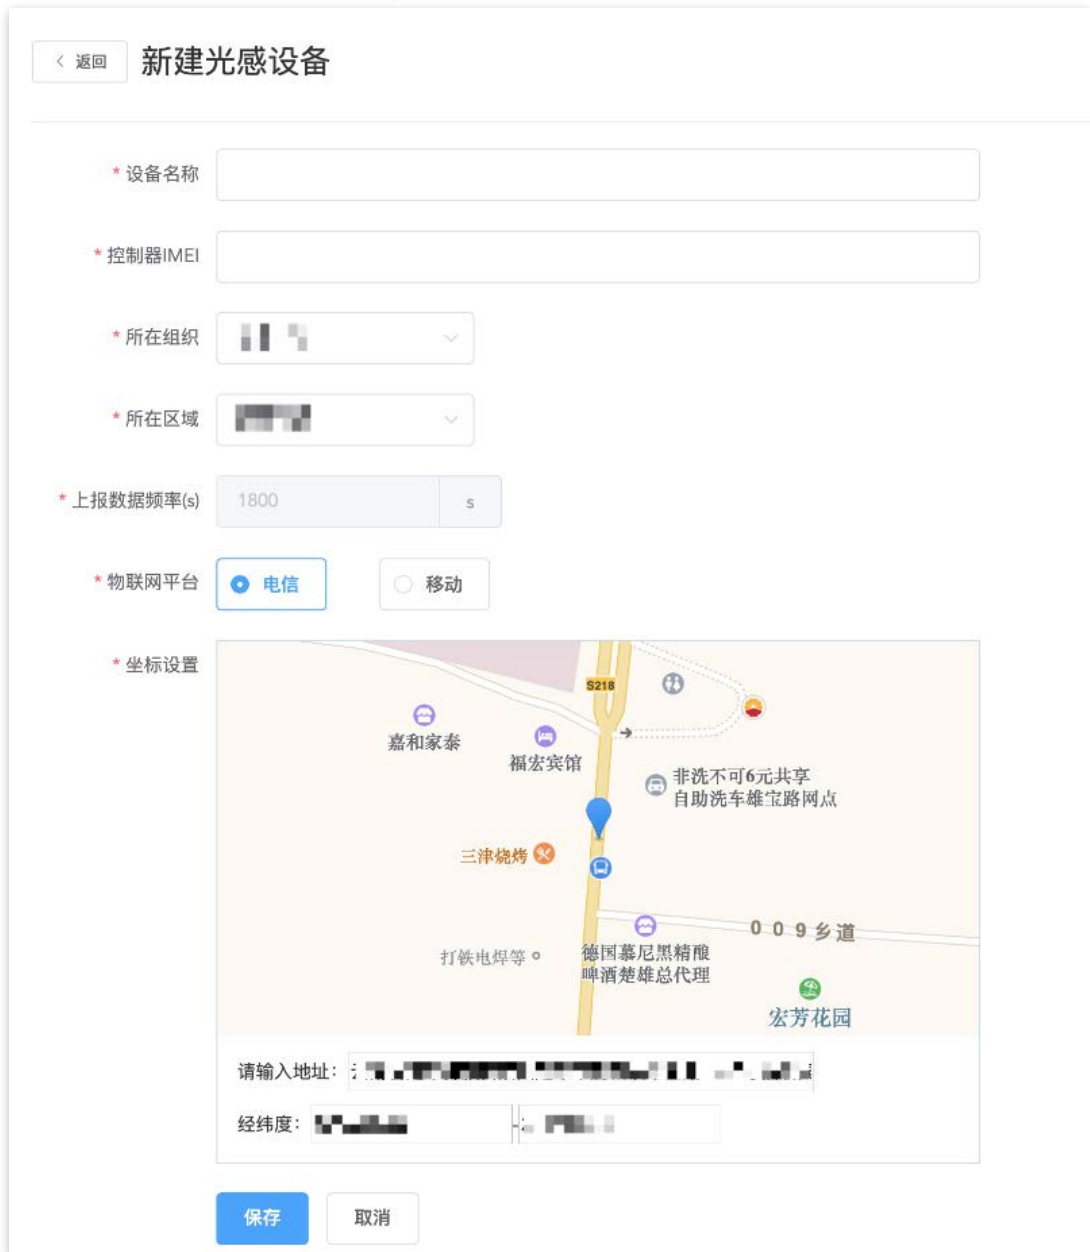 返回 新建光感设备
* 设备名称
* 控制器IMEI
* 所在组织
* 所在区域
* 上报数据频率(s) 1800 s
* 物联网平台 电信 移动
* 坐标设置
S218
嘉和家泰
福宏宾馆
非洗不可6元共享
自助洗车雄宝路网点
三津烧烤
009乡道
打铁电焊等
德国慕尼黑精酿
啤酒楚雄总代理
宏芳花园
请输入地址:
经纬度:
保存 取消